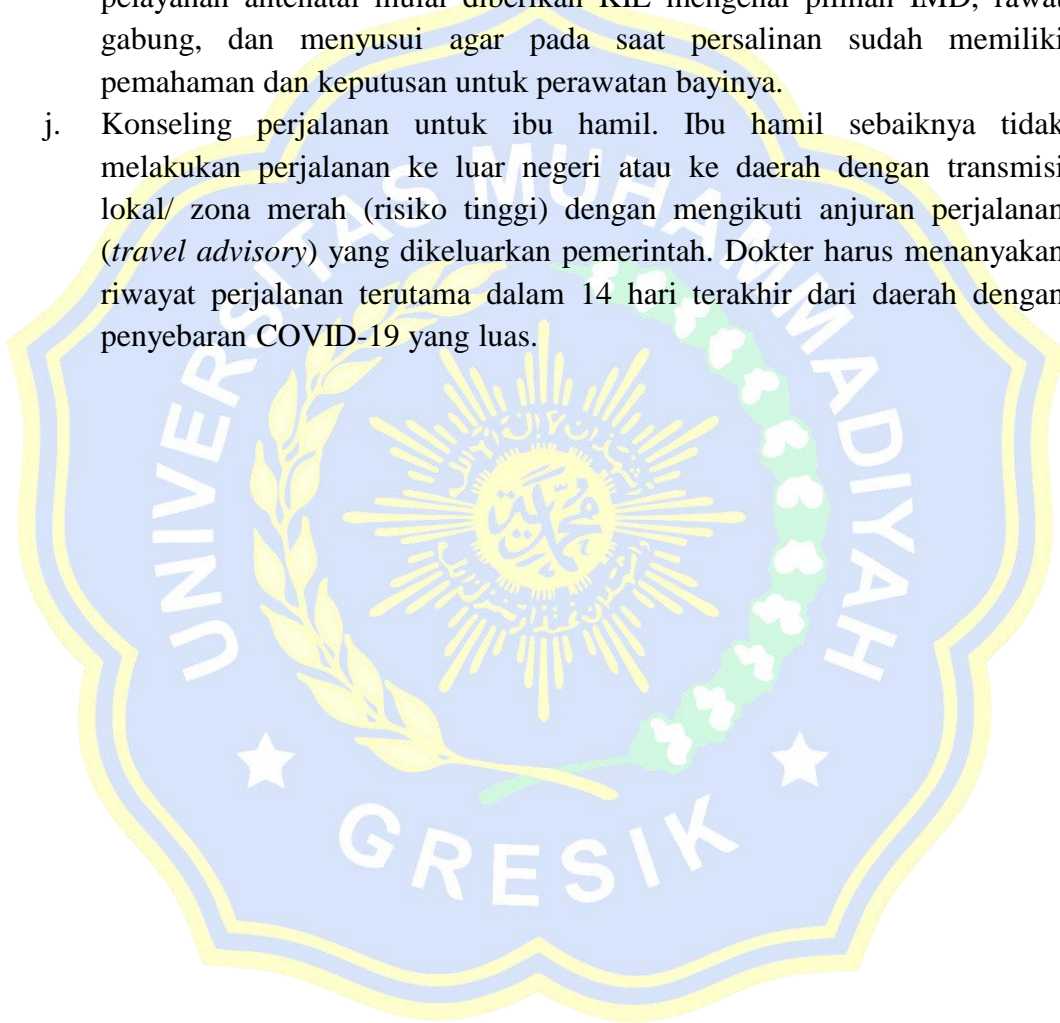 pelayanan antenatal mulai diberikan KIE mengenai pilihan IMD, rawat
gabung, dan menyusui agar pada saat persalinan sudah memiliki
pemahaman dan keputusan untuk perawatan bayinya.
j. Konseling perjalanan untuk ibu hamil. Ibu hamil sebaiknya tidak
melakukan perjalanan ke luar negeri atau ke daerah dengan transmisi
lokal/ zona merah (risiko tinggi) dengan mengikuti anjuran perjalanan
(travel advisory) yang dikeluarkan pemerintah. Dokter harus menanyakan
riwayat perjalanan terutama dalam 14 hari terakhir dari daerah dengan
penyebaran COVID-19 yang luas.
UNIVERSITAS MUHAMMADIYAH
GRESIK